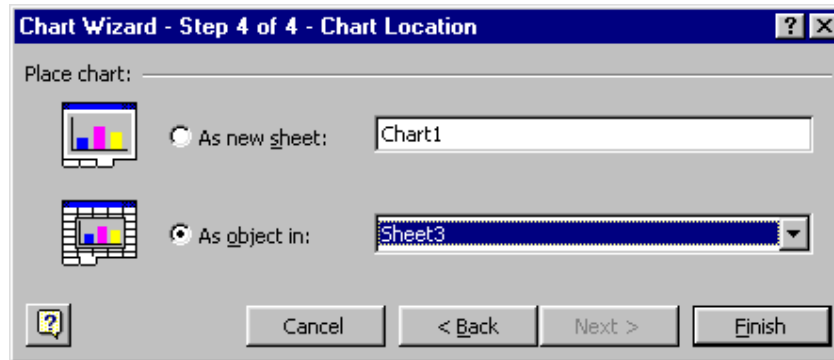 Chart Wizard - Step 4 of 4 - Chart Location
Place chart:
As new sheet: Chart1
As object in: Sheet3
Cancel < Back Next > Finish